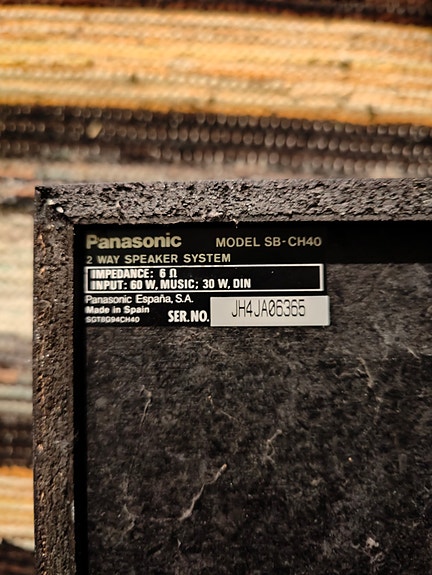 Panasonic MODEL SB-CH40
2 WAY SPEAKER SYSTEM
IMPEDANCE: 6 Ω
INPUT: 60 W, MUSIC; 30 W, DIN
Panasonic España, S.A.
Made in Spain
SGT8G94CH40
SER.NO. JH4JA06365